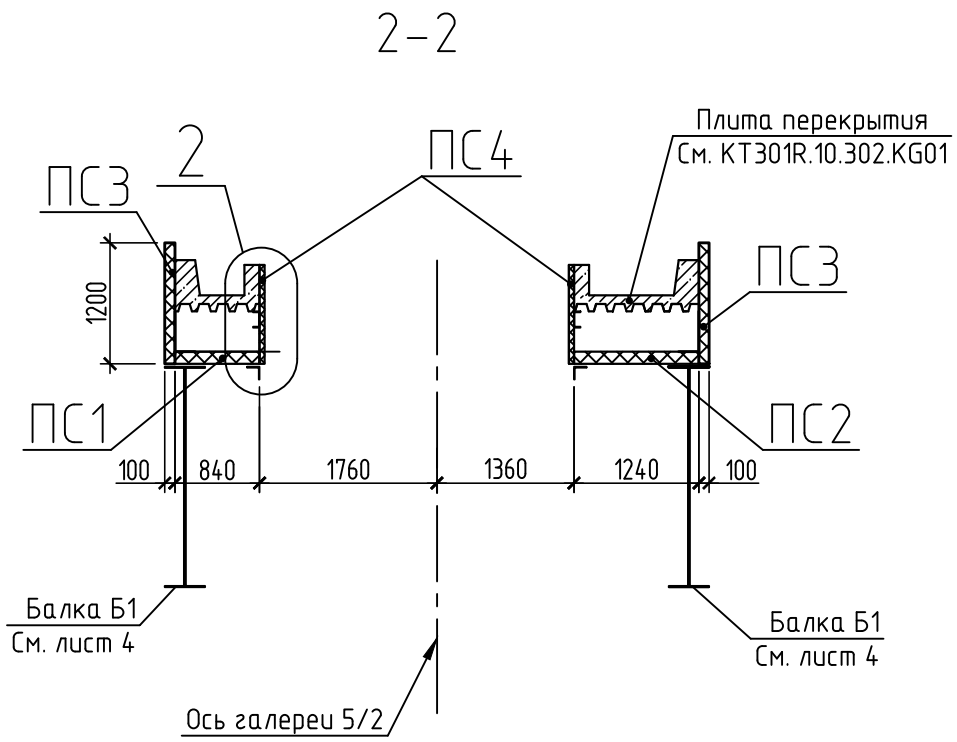 2-2
Плита перекрытия
См. КТ301R.10.302.KG01
2
ПС4
ПС3
ПС3
1200
ПС1
ПС2
100
840
1760
1360
1240
100
Балка Б1
См. лист 4
Балка Б1
См. лист 4
Ось галереи 5/2